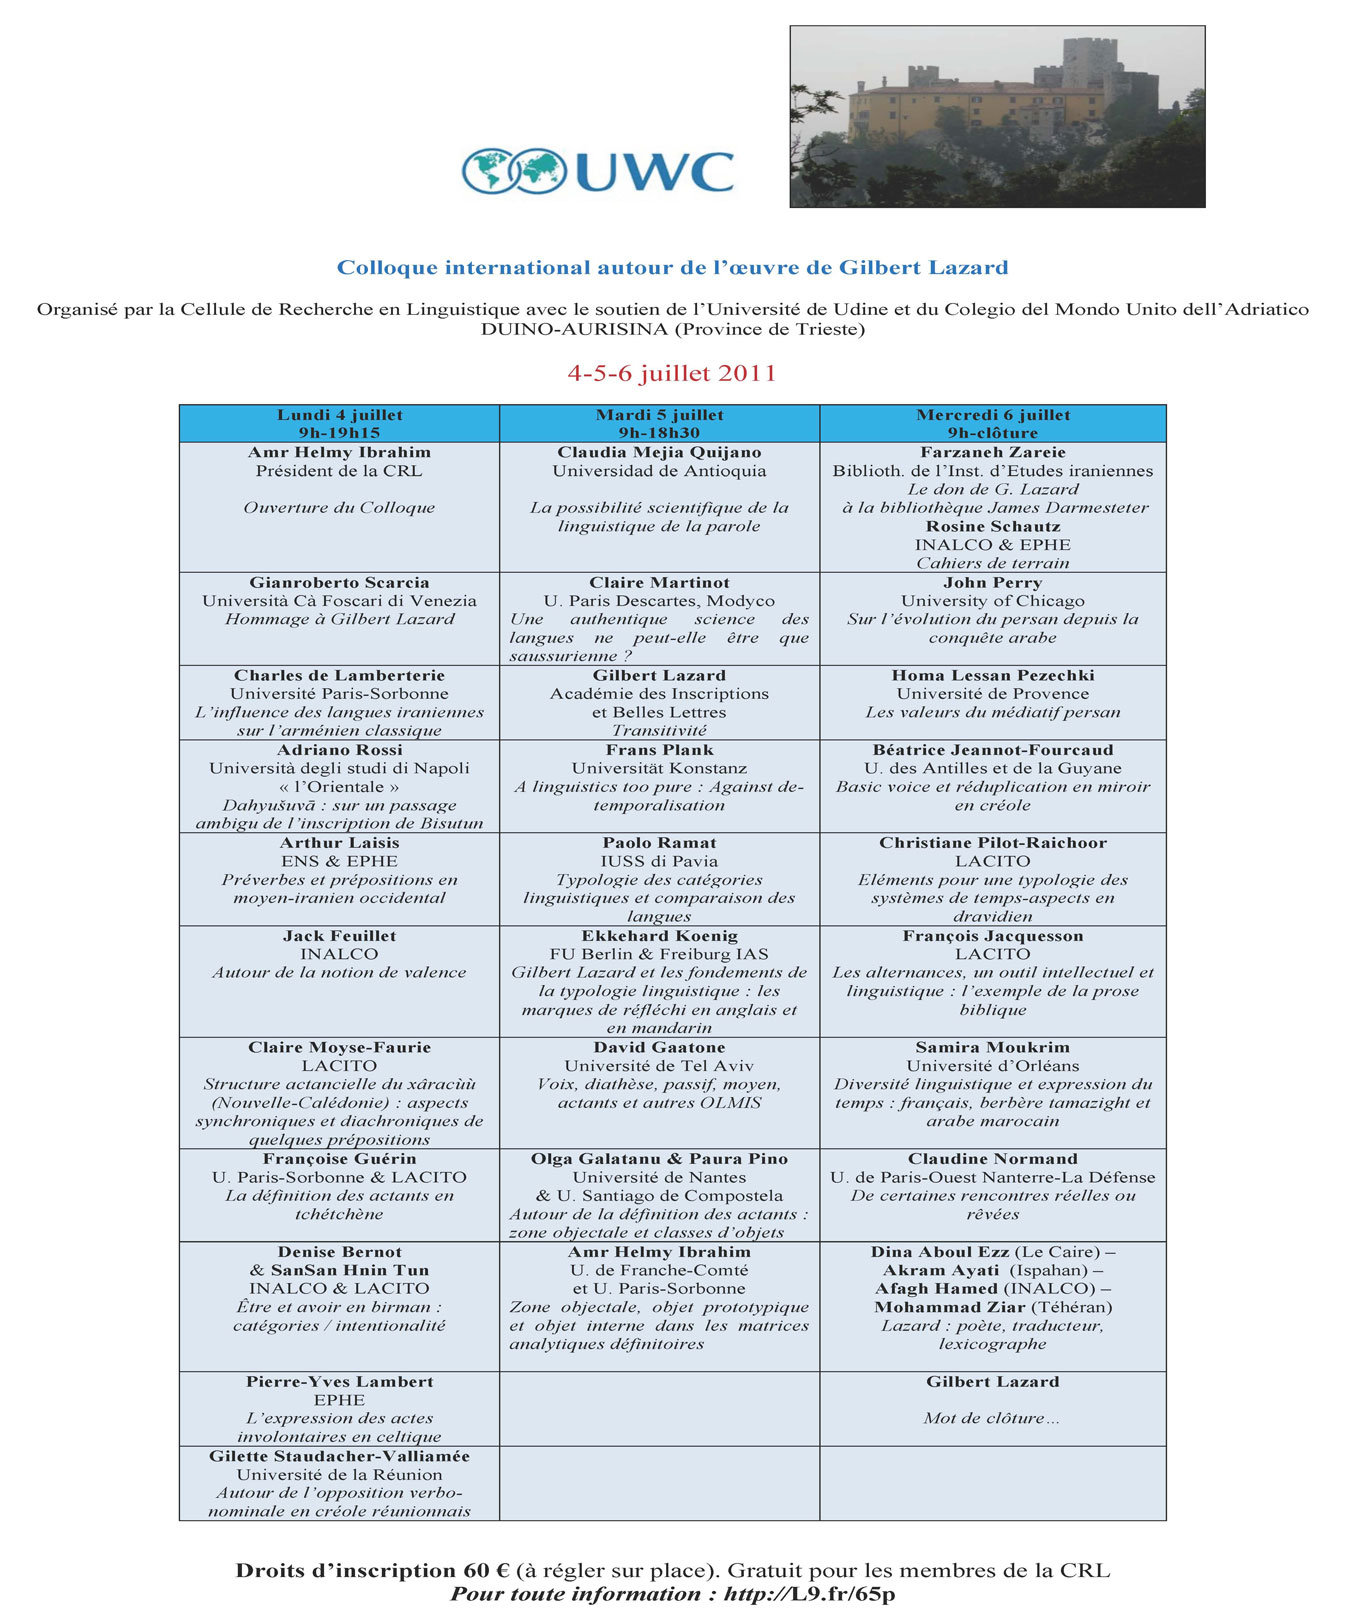 UWC
Colloque international autour de l’œuvre de Gilbert Lazard
Organisé par la Cellule de Recherche en Linguistique avec le soutien de l’Université de Udine et du Colegio del Mondo Unito dell’Adriatico
DUINO-AURISINA (Province de Trieste)
4-5-6 juillet 2011
Lundi 4 juillet
9h-19h15
Mardi 5 juillet
9h-18h30
Mercredi 6 juillet
9h-clôture
Amr Helmy Ibrahim
Président de la CRL
Ouverture du Colloque
Claudia Mejia Quijano
Universidad de Antioquia
La possibilité scientifique de la
linguistique de la parole
Farzaneh Zareie
Biblioth. de l’Inst. d’Etudes iraniennes
Le don de G. Lazard
à la bibliothèque James Darmesteter
Rosine Schautz
INALCO & EPHE
Cahiers de terrain
Gianroberto Scarcia
Università Cà Foscari di Venezia
Hommage à Gilbert Lazard
Claire Martinot
U. Paris Descartes, Modyco
Une authentique science des
langues ne peut-elle être que
saussurienne ?
John Perry
University of Chicago
Sur l’évolution du persan depuis la
conquête arabe
Charles de Lamberterie
Université Paris-Sorbonne
L’influence des langues iraniennes
sur l’arménien classique
Gilbert Lazard
Académie des Inscriptions
et Belles Lettres
Transitivité
Homa Lessan Pezechki
Université de Provence
Les valeurs du médiatif persan
Adriano Rossi
Università degli studi di Napoli
« l’Orientale »
Dahyušuvā : sur un passage
ambigu de l’inscription de Bisutun
Frans Plank
Universität Konstanz
A linguistics too pure : Against de-
temporalisation
Béatrice Jeannot-Fourcaud
U. des Antilles et de la Guyane
Basic voice et réduplication en miroir
en créole
Arthur Laisis
ENS & EPHE
Préverbes et prépositions en
moyen-iranien occidental
Paolo Ramat
IUSS di Pavia
Typologie des catégories
linguistiques et comparaison des
langues
Christiane Pilot-Raichoor
LACITO
Eléments pour une typologie des
systèmes de temps-aspects en
dravidien
Jack Feuillet
INALCO
Autour de la notion de valence
Ekkehard Koenig
FU Berlin & Freiburg IAS
Gilbert Lazard et les fondements de
la typologie linguistique : les
marques de réfléchi en anglais et
en mandarin
François Jacquesson
LACITO
Les alternances, un outil intellectuel et
linguistique : l’exemple de la prose
biblique
Claire Moyse-Faurie
LACITO
Structure actancielle du xârацùù
(Nouvelle-Calédonie) : aspects
synchroniques et diachroniques de
quelques prépositions
David Gaatone
Université de Tel Aviv
Voix, diathèse, passif, moyen,
actants et autres OLMIS
Samira Moukrim
Université d’Orléans
Diversité linguistique et expression du
temps : français, berbère tamazight et
arabe marocain
Françoise Guérin
U. Paris-Sorbonne & LACITO
La définition des actants en
tchétchène
Olga Galatanu & Paura Pino
Université de Nantes
& U. Santiago de Compostela
Autour de la définition des actants :
zone objectale et classes d’objets
Claudine Normand
U. de Paris-Ouest Nanterre-La Défense
De certaines rencontres réelles ou
rêvées
Denise Bernot
& SanSan Hnin Tun
INALCO & LACITO
Être et avoir en birman :
catégories / intentionalité
Amr Helmy Ibrahim
U. de Franche-Comté
et U. Paris-Sorbonne
Zone objectale, objet prototypique
et objet interne dans les matrices
analytiques définitoires
Dina Aboul Ezz (Le Caire) –
Akram Ayati (Ispahan) –
Afagh Hamed (INALCO) –
Mohammad Ziar (Téhéran)
Lazard : poète, traducteur,
lexicographe
Pierre-Yves Lambert
EPHE
L’expression des actes
involontaires en celtique
Gilbert Lazard
Mot de clôture…
Gilette Staudacher-Valliamée
Université de la Réunion
Autour de l’opposition verbo-
nominale en créole réunionnais
Droits d’inscription 60 € (à régler sur place). Gratuit pour les membres de la CRL
Pour toute information : http://L9.fr/65p